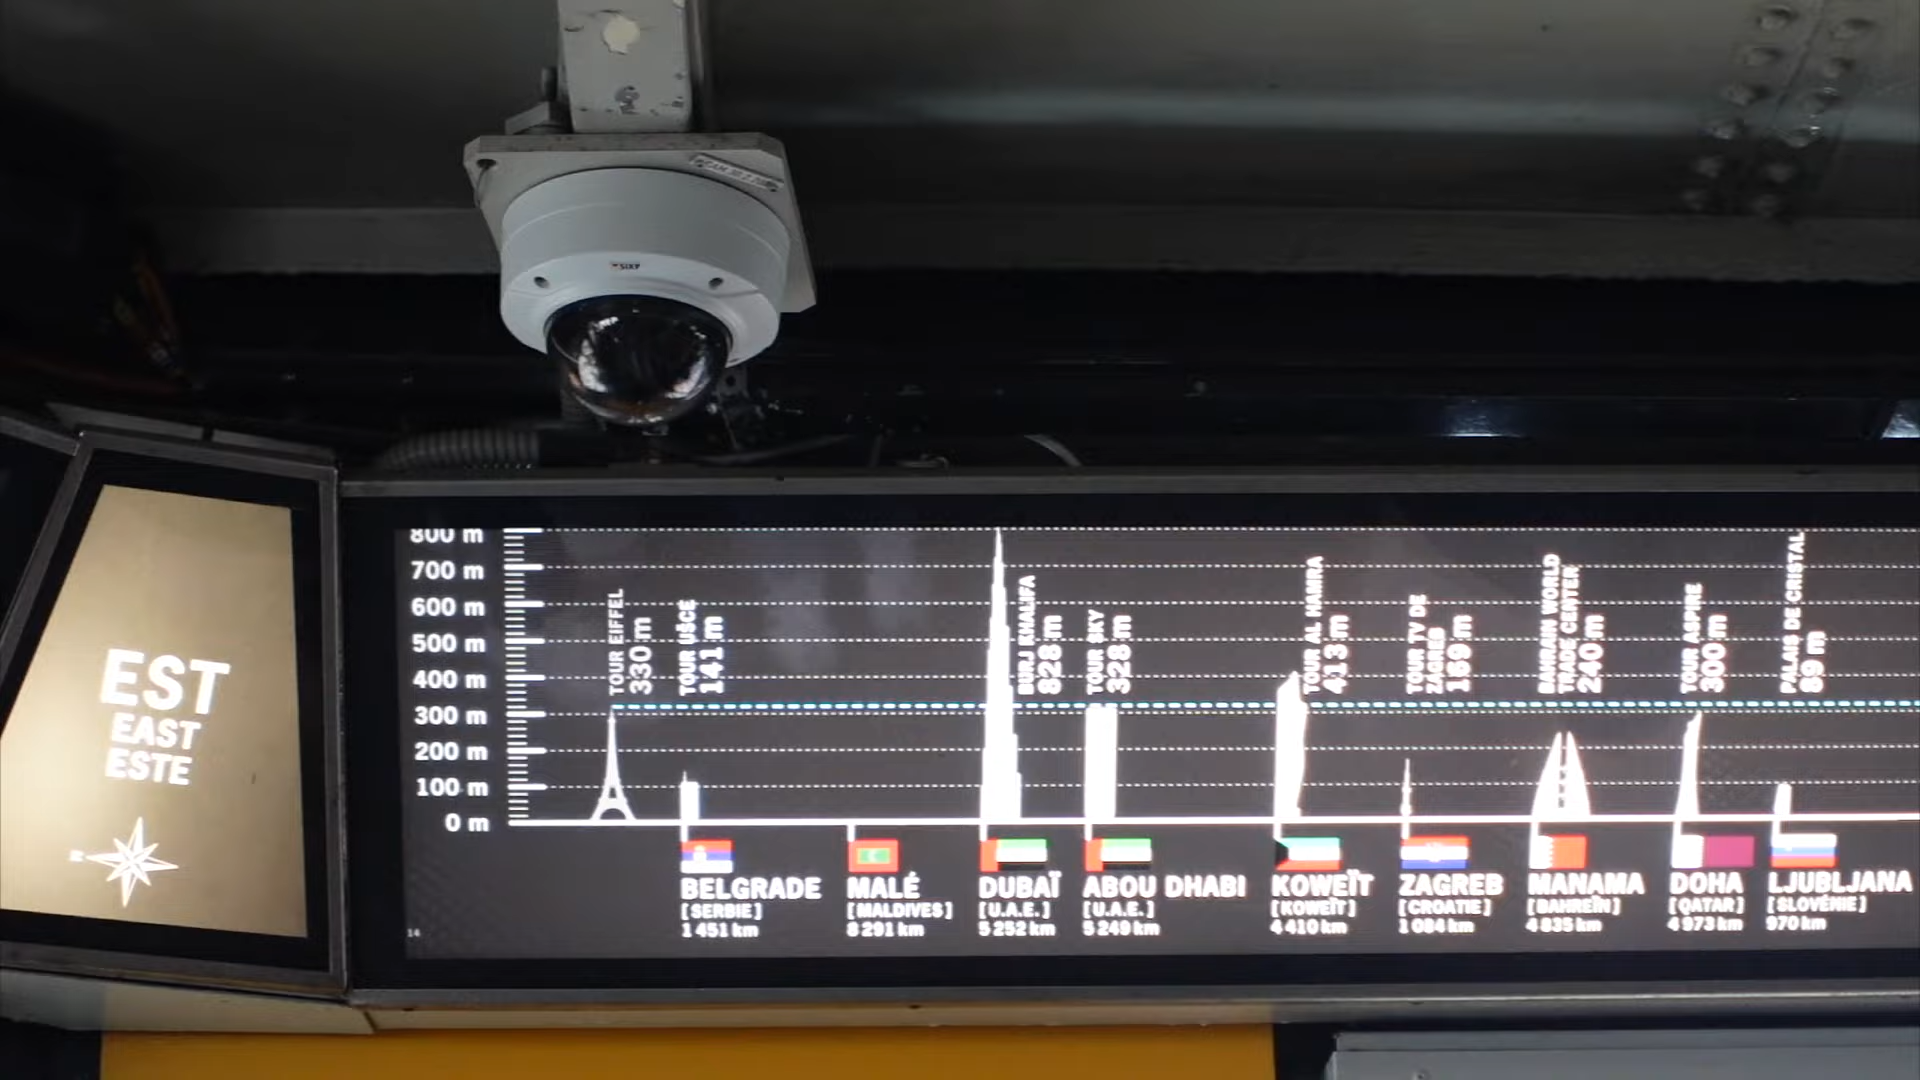 AXIS
EST
EAST
ESTE
800 m
700 m
600 m
500 m
400 m
300 m
200 m
100 m
0 m
TOUR EIFFEL
330 m
TOUR UŠĆE
141 m
BURJ KHALIFA
828 m
TOUR SKY
328 m
TOUR AL HAMRA
413 m
TOUR TV DE
ZAGREB
169 m
BAHRAIN WORLD
TRADE CENTER
240 m
TOUR ASPIRE
300 m
PALAIS DE CRISTAL
89 m
BELGRADE
[SERBIE]
1 451 km
MALÉ
[MALDIVES]
8 291 km
DUBAÏ
[U.A.E.]
5 252 km
ABOU DHABI
[U.A.E.]
5 249 km
KOWEÏT
[KOWEÏT]
4 410 km
ZAGREB
[CROATIE]
1 084 km
MANAMA
[BAHREÏN]
4 835 km
DOHA
[QATAR]
4 973 km
LJUBLJANA
[SLOVÉNIE]
970 km
14